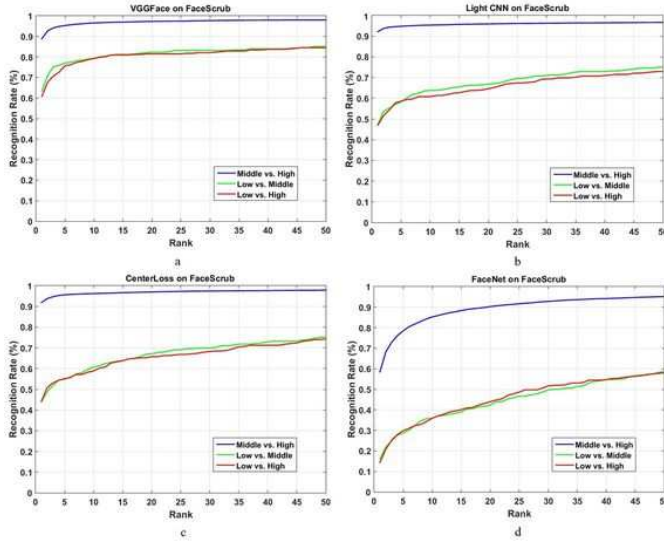 VGGFace on FaceScrub
Recognition Rate (%)
1
0.9
0.8
0.7
0.6
0.5
0.4
0.3
0.2
0.1
0
0 5 10 15 20 25 30 35 40 45 50
Rank
Middle vs. High
Low vs. Middle
Low vs. High
a
Light CNN on FaceScrub
Recognition Rate (%)
1
0.9
0.8
0.7
0.6
0.5
0.4
0.3
0.2
0.1
0
0 5 10 15 20 25 30 35 40 45 50
Rank
Middle vs. High
Low vs. Middle
Low vs. High
b
CenterLoss on FaceScrub
Recognition Rate (%)
1
0.9
0.8
0.7
0.6
0.5
0.4
0.3
0.2
0.1
0
0 5 10 15 20 25 30 35 40 45 50
Rank
Middle vs. High
Low vs. Middle
Low vs. High
c
FaceNet on FaceScrub
Recognition Rate (%)
1
0.9
0.8
0.7
0.6
0.5
0.4
0.3
0.2
0.1
0
0 5 10 15 20 25 30 35 40 45 50
Rank
Middle vs. High
Low vs. Middle
Low vs. High
d